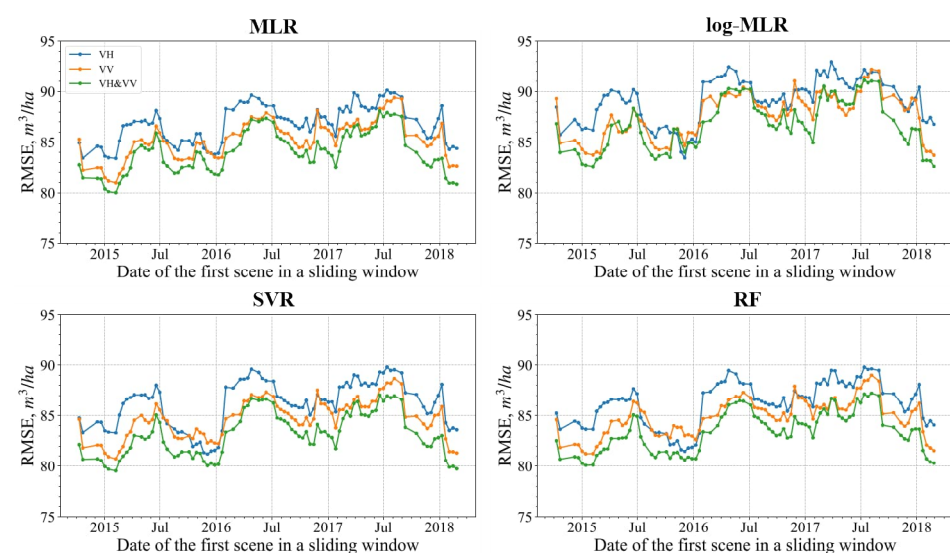 MLR
95
90
85
80
75
RMSE, m³/ha
VH
VV
VH&VV
2015
Jul
2016
Jul
2017
Jul
2018
Date of the first scene in a sliding window
log-MLR
95
90
85
80
75
RMSE, m³/ha
2015
Jul
2016
Jul
2017
Jul
2018
Date of the first scene in a sliding window
SVR
95
90
85
80
75
RMSE, m³/ha
2015
Jul
2016
Jul
2017
Jul
2018
Date of the first scene in a sliding window
RF
95
90
85
80
75
RMSE, m³/ha
2015
Jul
2016
Jul
2017
Jul
2018
Date of the first scene in a sliding window